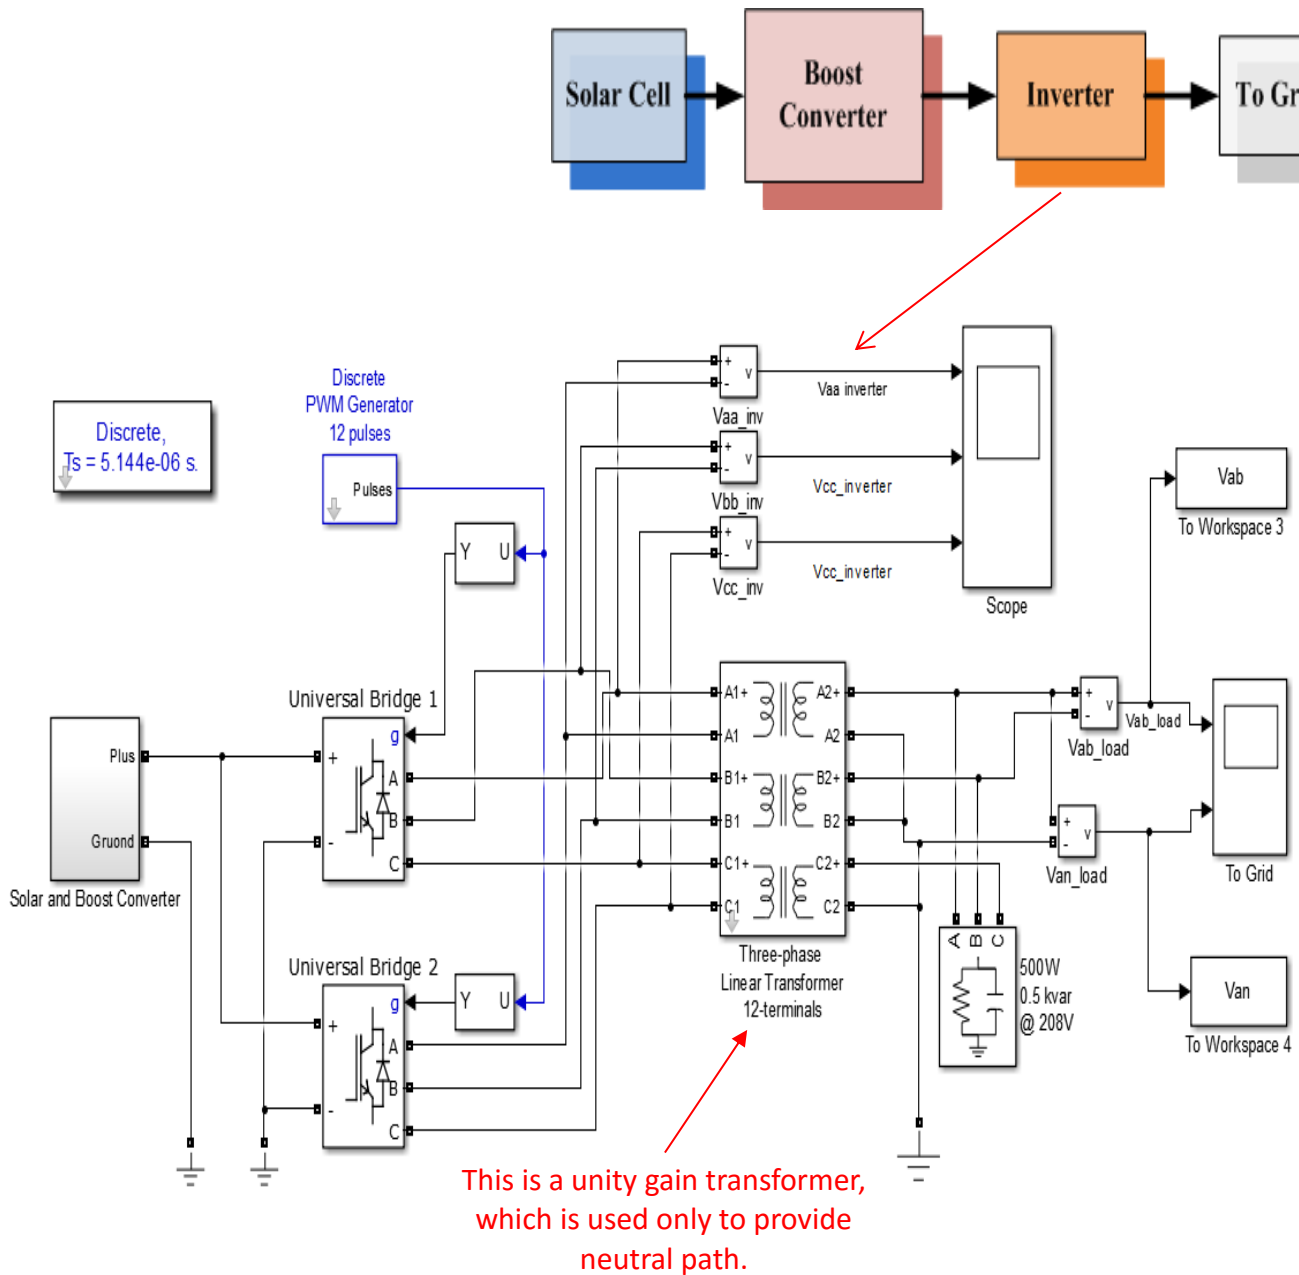 Solar Cell
Boost
Converter
Inverter
To Gr
Discrete,
Ts = 5.144e-06 s.
Discrete
PWM Generator
12 pulses
Pulses
Y U
+
-
v
Vaa_inv
Vaa inverter
+
-
v
Vbb_inv
Vcc_inverter
+
-
v
Vcc_inv
Vcc_inverter
Scope
Vab
To Workspace 3
Universal Bridge 1
g
+
A
B
-
C
Plus
Gruond
Solar and Boost Converter
A1+ A2+
A1 A2
B1+ B2+
B1 B2
C1+ C2+
C1 C2
Three-phase
Linear Transformer
12-terminals
+
-
v
Vab_load
Vab_load
+
-
v
Van_load
To Grid
A B C
500W
0.5 kvar
@ 208V
Van
To Workspace 4
Universal Bridge 2
g
Y U
+
A
B
-
C
This is a unity gain transformer,
which is used only to provide
neutral path.